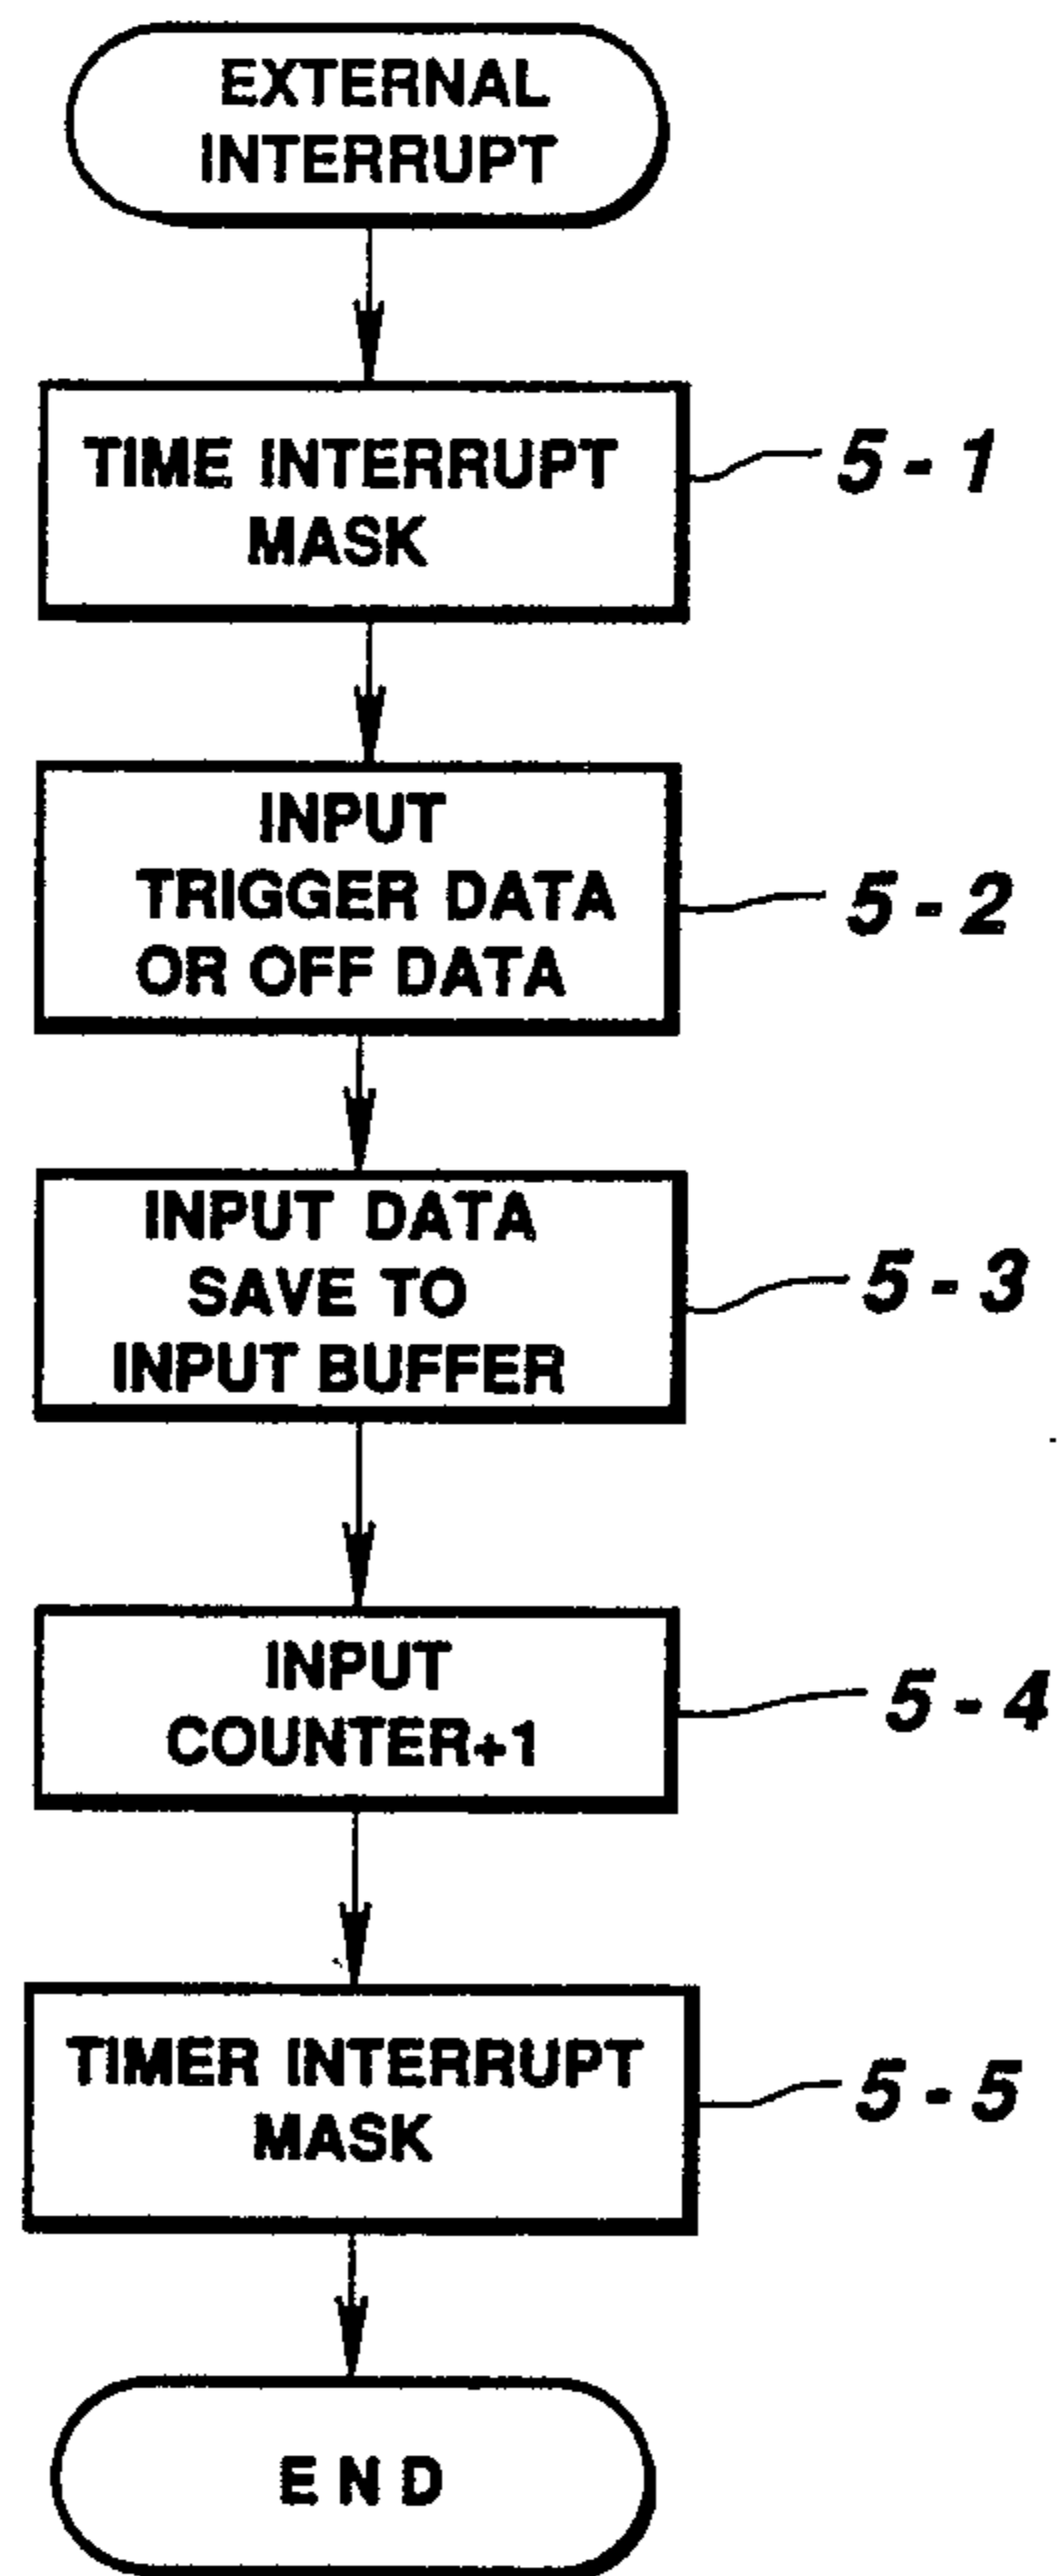 EXTERNAL
INTERRUPT
TIME INTERRUPT
MASK
5-1
INPUT
TRIGGER DATA
OR OFF DATA
5-2
INPUT DATA
SAVE TO
INPUT BUFFER
5-3
INPUT
COUNTER+1
5-4
TIMER INTERRUPT
MASK
5-5
END